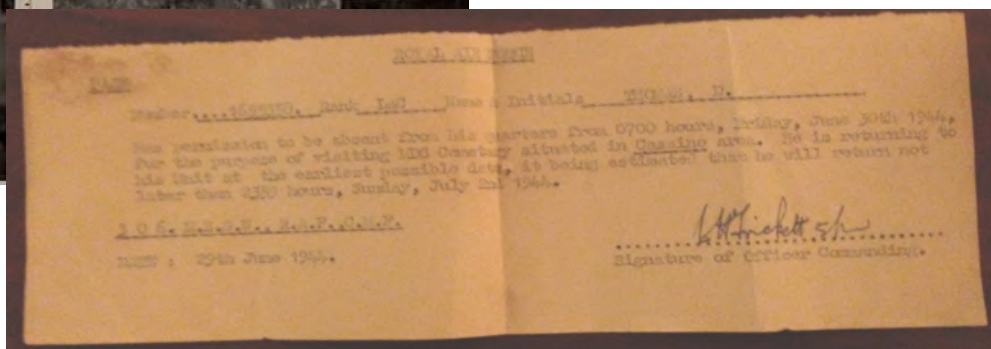 ROYAL AIR FORCE
PASS
Number.... Rank LAC Name & Initials THOMAS, D.
Has permission to be absent from his quarters from 0700 hours, Friday, June 30th 1944,
for the purpose of visiting Cemetary situated in Cassino area. He is returning to
his Unit at the earliest possible date, it being estimated that he will return not
later than 2359 hours, Sunday, July 2nd 1944.
R.A.F.,C.M.F.
DATE : 29th June 1944.
Signature of Officer Commanding.